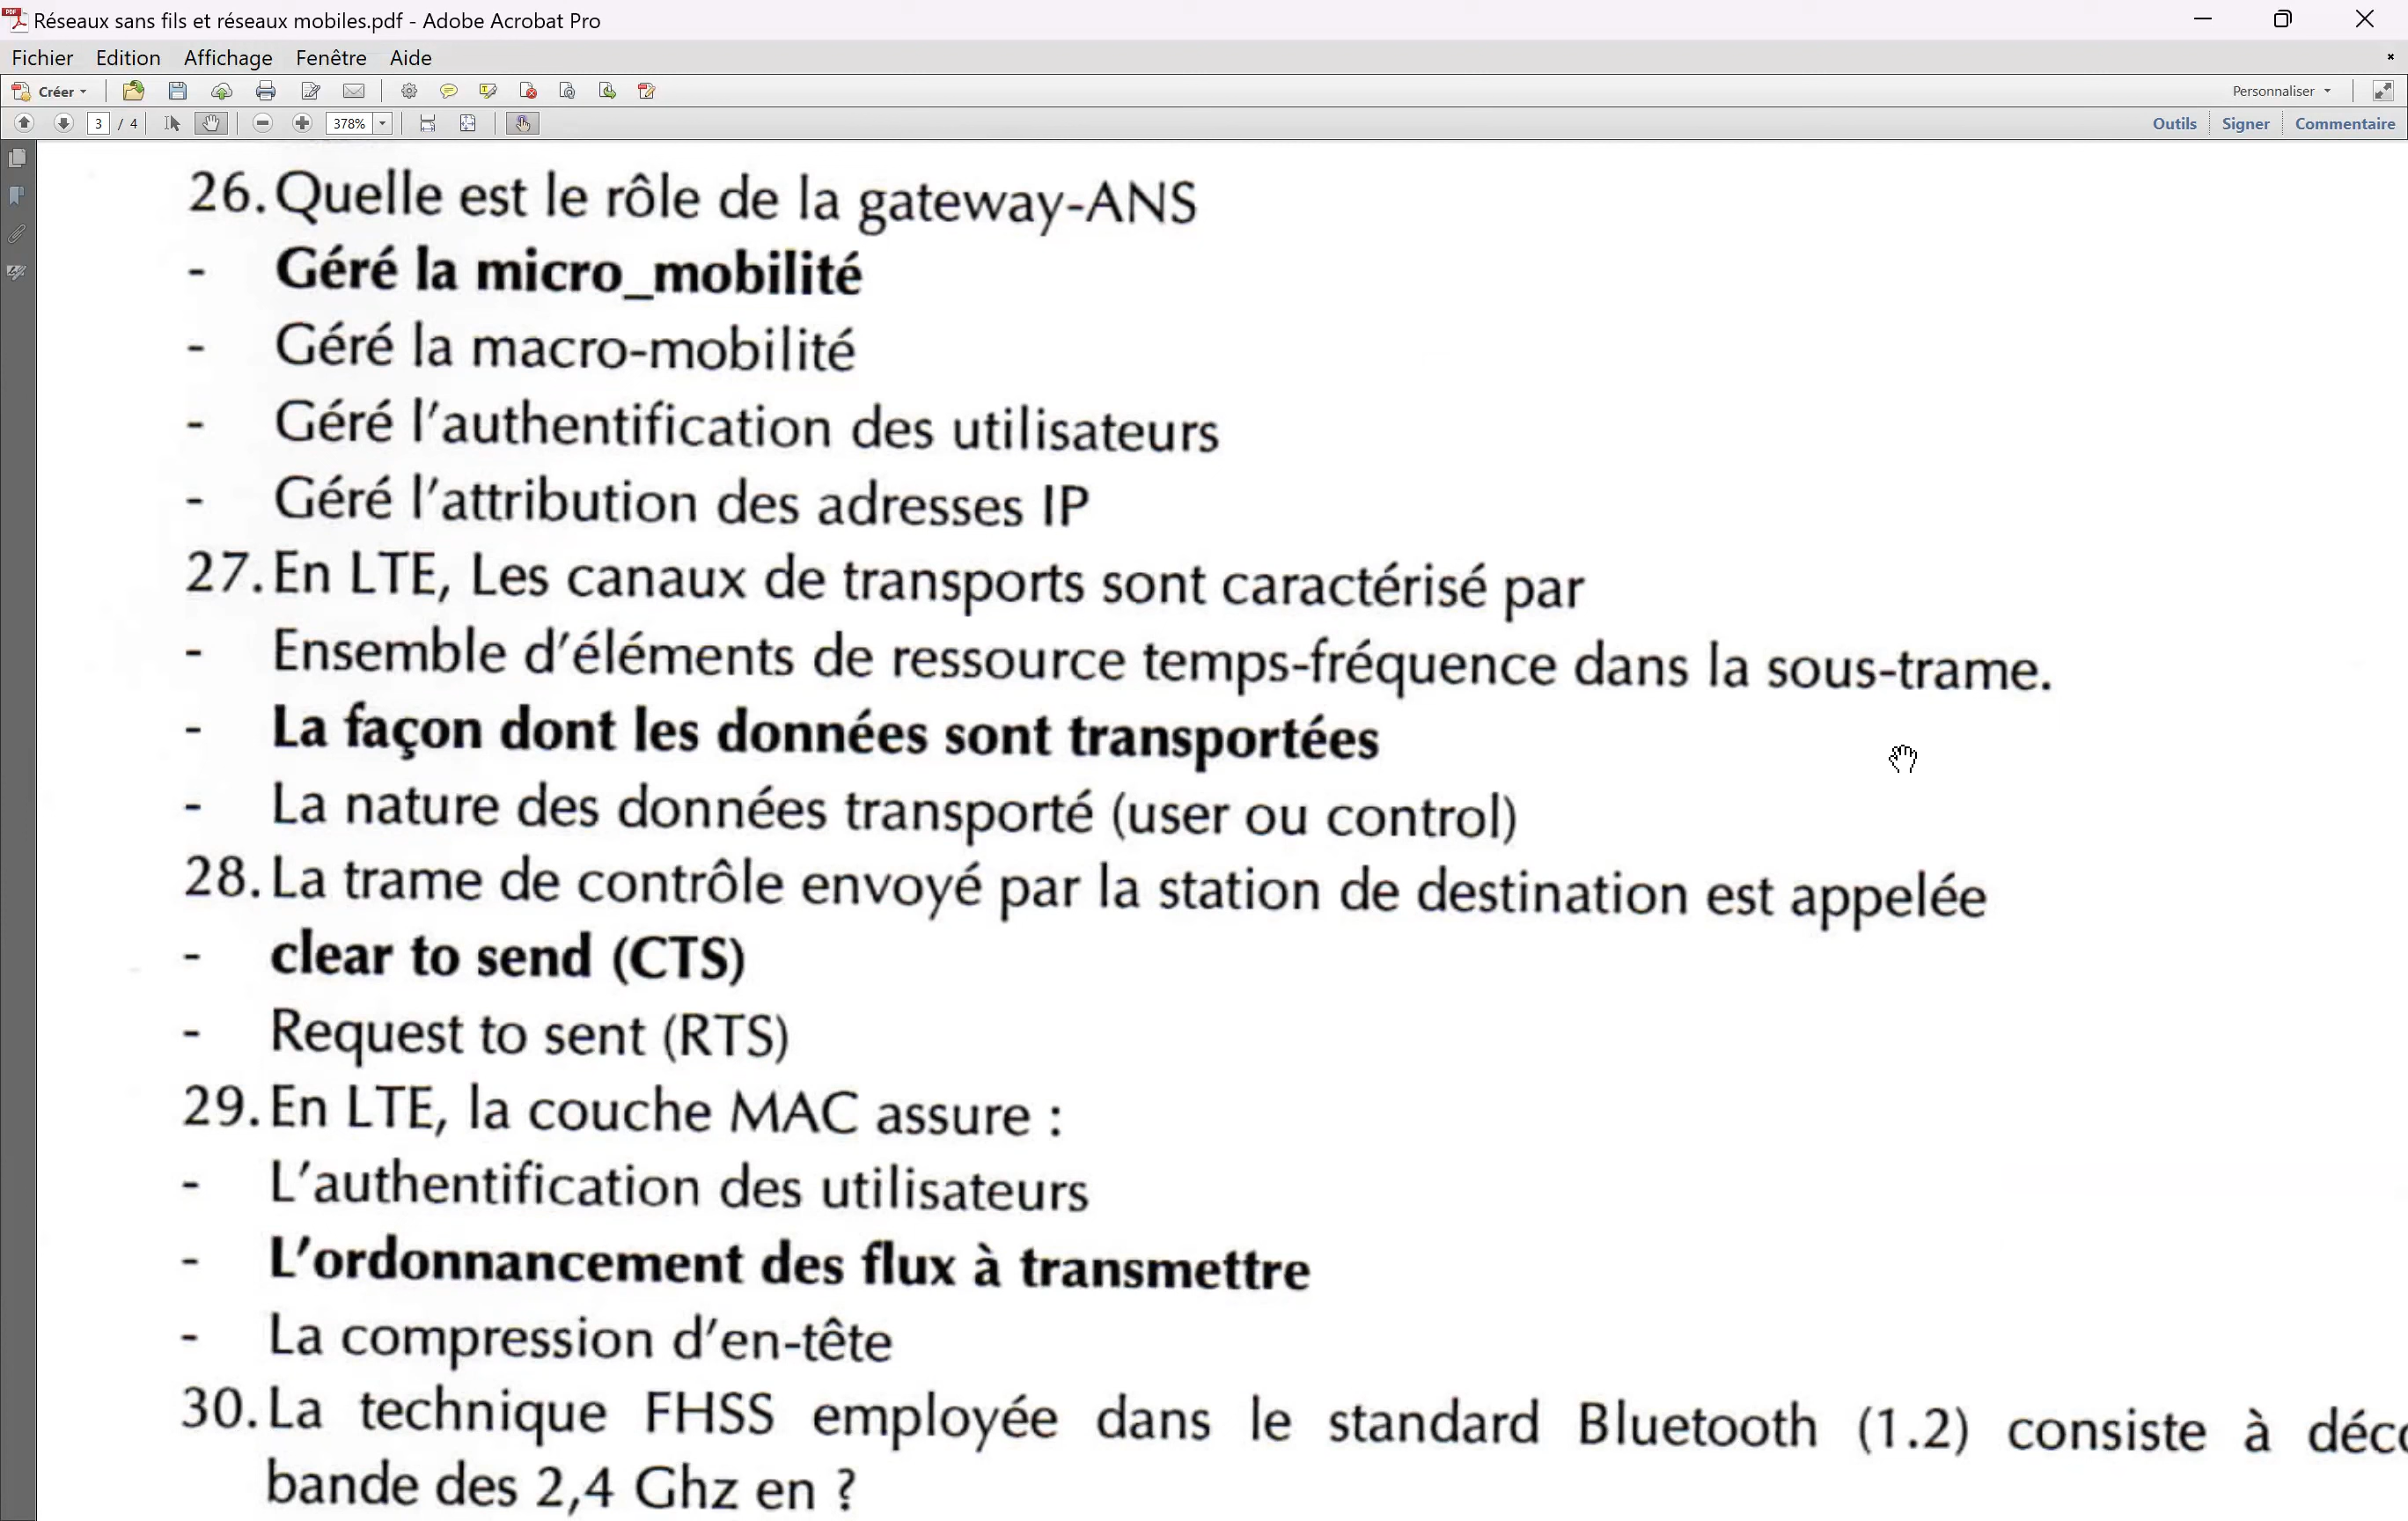 Réseaux sans fils et réseaux mobiles.pdf - Adobe Acrobat Pro
Fichier Edition Affichage Fenêtre Aide
Créer Personnaliser
3 / 4 378% Outils Signer Commentaire
26. Quelle est le rôle de la gateway-ANS
- Géré la micro_mobilité
- Géré la macro-mobilité
- Géré l'authentification des utilisateurs
- Géré l'attribution des adresses IP
27. En LTE, Les canaux de transports sont caractérisé par
- Ensemble d'éléments de ressource temps-fréquence dans la sous-trame.
- La façon dont les données sont transportées
- La nature des données transporté (user ou control)
28. La trame de contrôle envoyé par la station de destination est appelée
- clear to send (CTS)
- Request to sent (RTS)
29. En LTE, la couche MAC assure :
- L'authentification des utilisateurs
- L'ordonnancement des flux à transmettre
- La compression d'en-tête
30. La technique FHSS employée dans le standard Bluetooth (1.2) consiste à
bande des 2,4 Ghz en ?